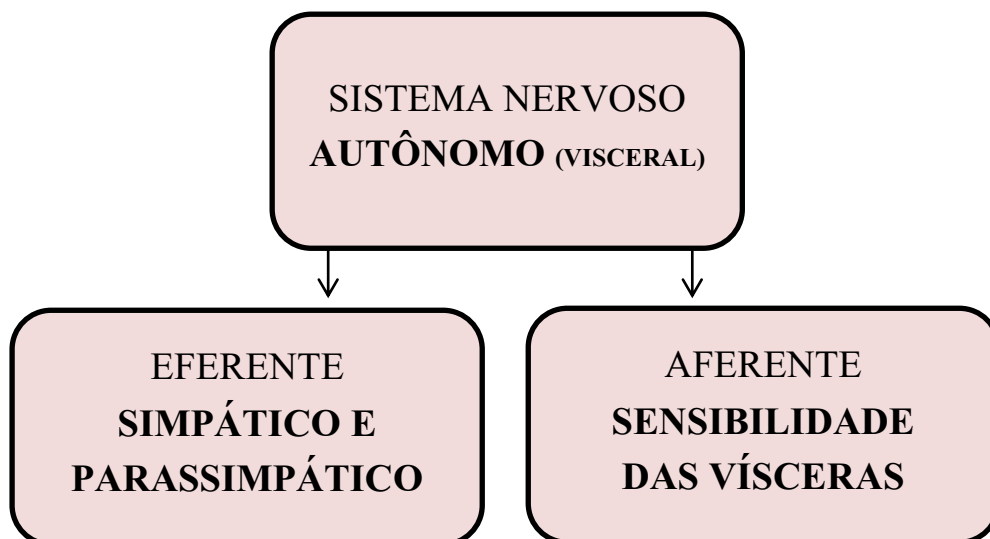 SISTEMA NERVOSO
AUTÔNOMO (VISCERAL)
EFERENTE
SIMPÁTICO E
PARASSIMPÁTICO
AFERENTE
SENSIBILIDADE
DAS VÍSCERAS